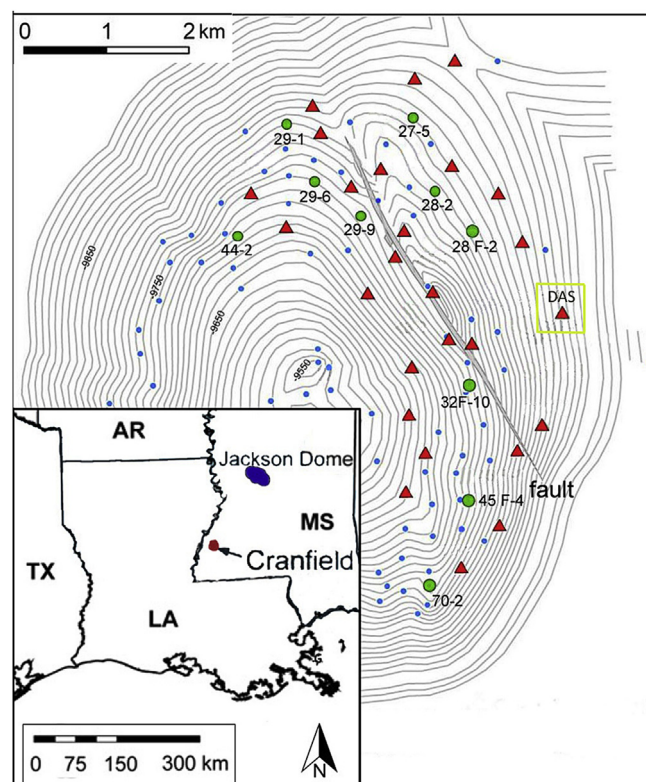 0 1 2 km
29-1
27-5
29-6
28-2
29-9
28 F-2
44-2
-9850
-9750
-9650
DAS
-9550
32F-10
fault
45 F-4
70-2
AR
Jackson Dome
MS
Cranfield
TX
LA
0 75 150 300 km
N